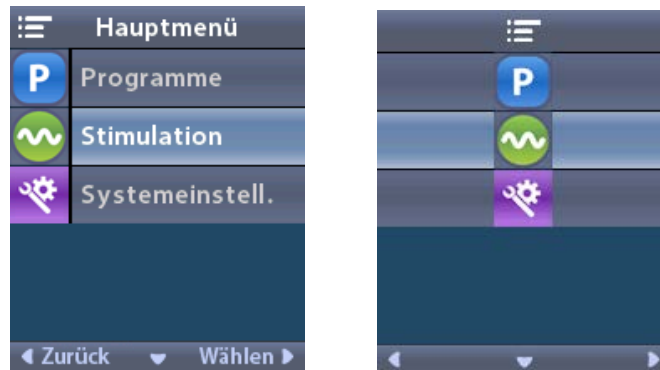 Hauptmenü
P Programme
Stimulation
Systemeinstell.
Zurück Wählen
P